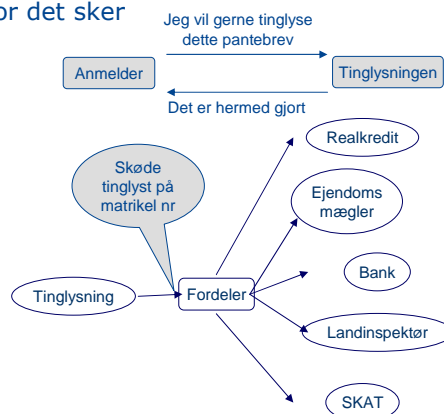 or det sker
Jeg vil gerne tinglyse
dette pantebrev
Anmelder
Tinglysningen
Det er hermed gjort
Realkredit
Skøde
tinglyst på
matrikel nr
Ejendoms
mægler
Bank
Tinglysning
Fordeler
Landinspektør
SKAT